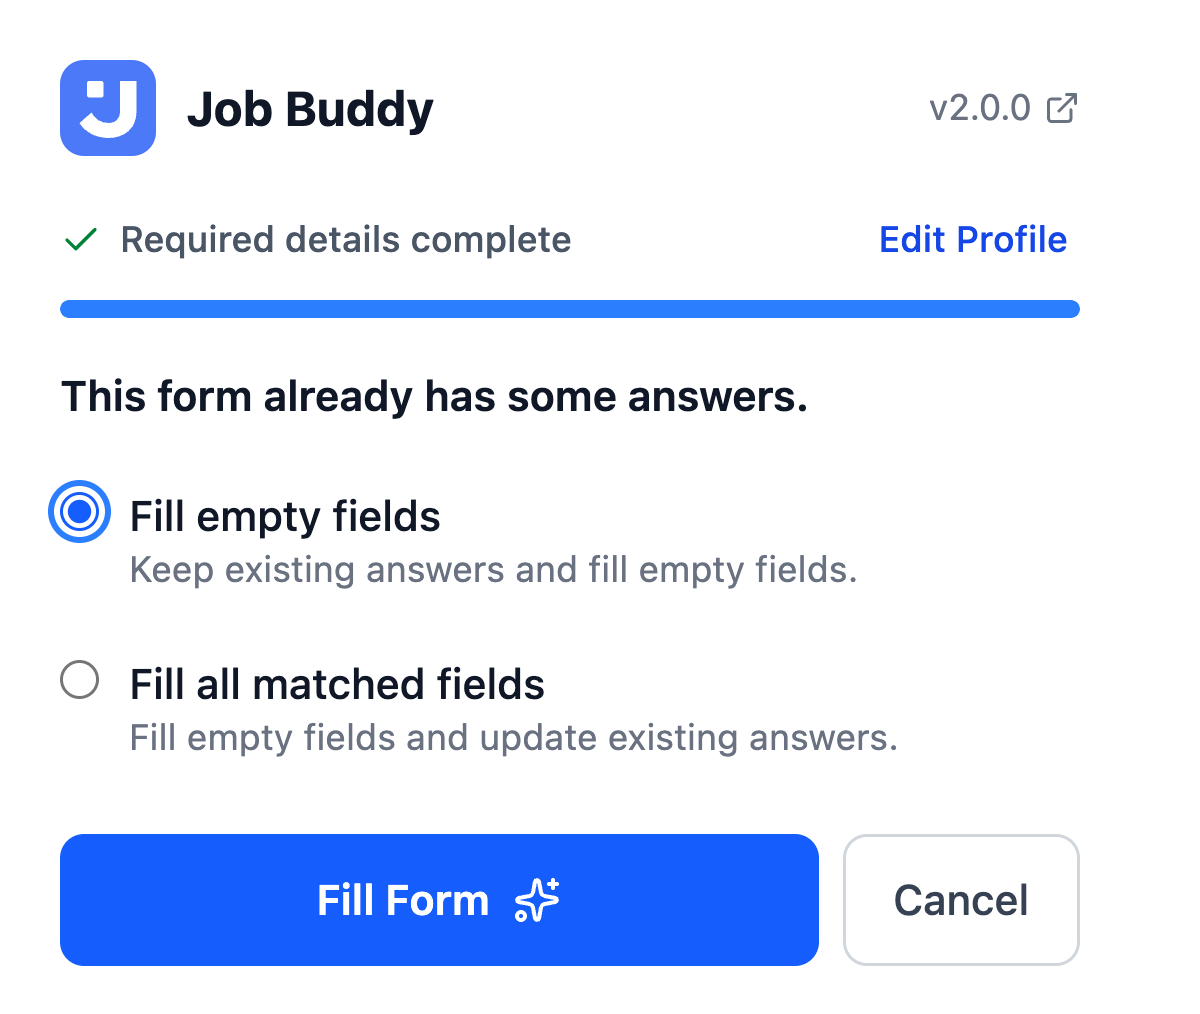 Job Buddy
v2.0.0
Required details complete
Edit Profile
This form already has some answers.
Fill empty fields
Keep existing answers and fill empty fields.
Fill all matched fields
Fill empty fields and update existing answers.
Fill Form
Cancel